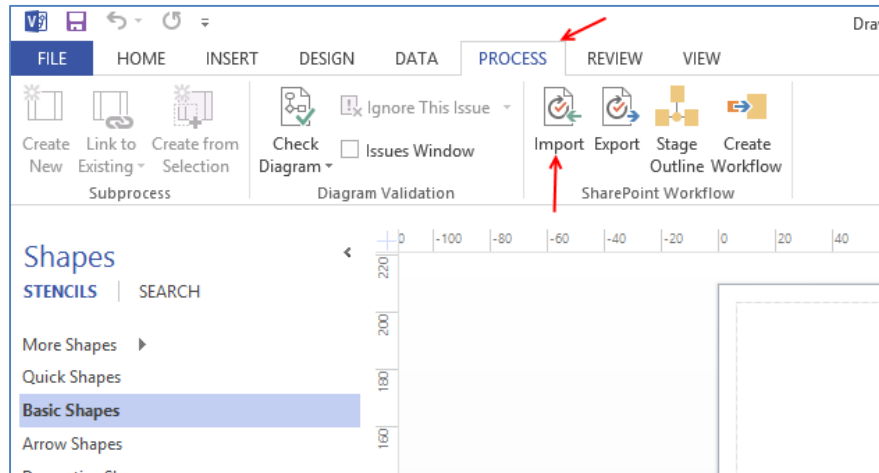 Draw
FILE HOME INSERT DESIGN DATA PROCESS REVIEW VIEW
Create New
Link to Existing
Create from Selection
Subprocess
Check Diagram
Ignore This Issue
Issues Window
Diagram Validation
Import
Export
Stage Outline
Create Workflow
SharePoint Workflow
Shapes
STENCILS SEARCH
More Shapes
Quick Shapes
Basic Shapes
Arrow Shapes
-100 -80 -60 -40 -20 0 20 40
220
200
180
160